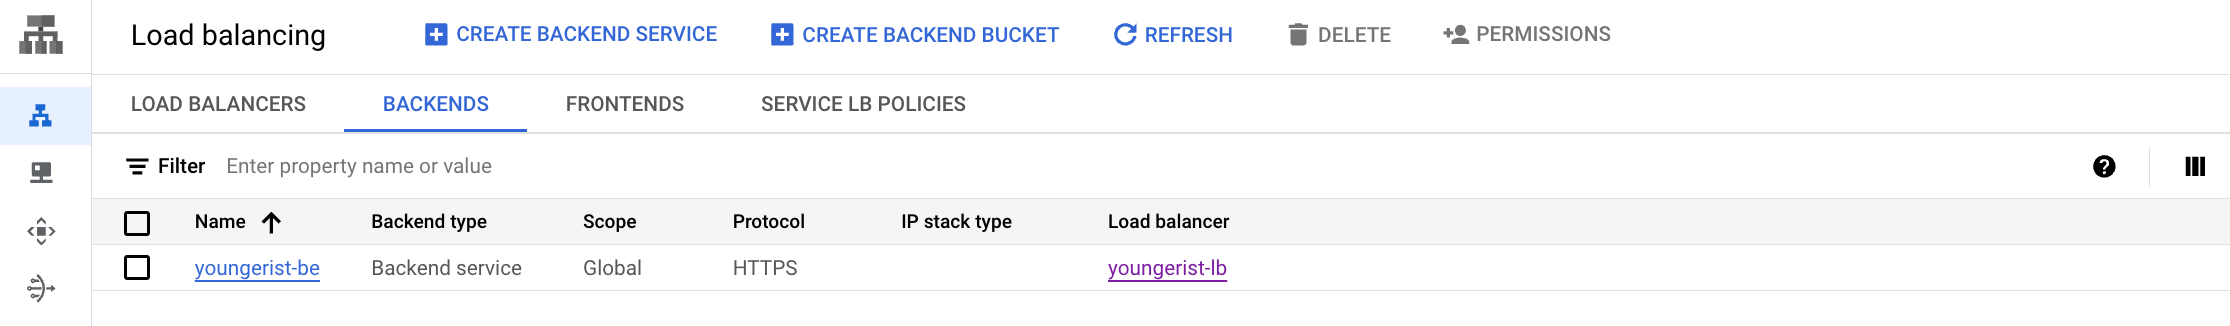 Load balancing CREATE BACKEND SERVICE CREATE BACKEND BUCKET REFRESH DELETE PERMISSIONS
LOAD BALANCERS BACKENDS FRONTENDS SERVICE LB POLICIES
Filter Enter property name or value
Name Backend type Scope Protocol IP stack type Load balancer
youngerist-be Backend service Global HTTPS youngerist-lb